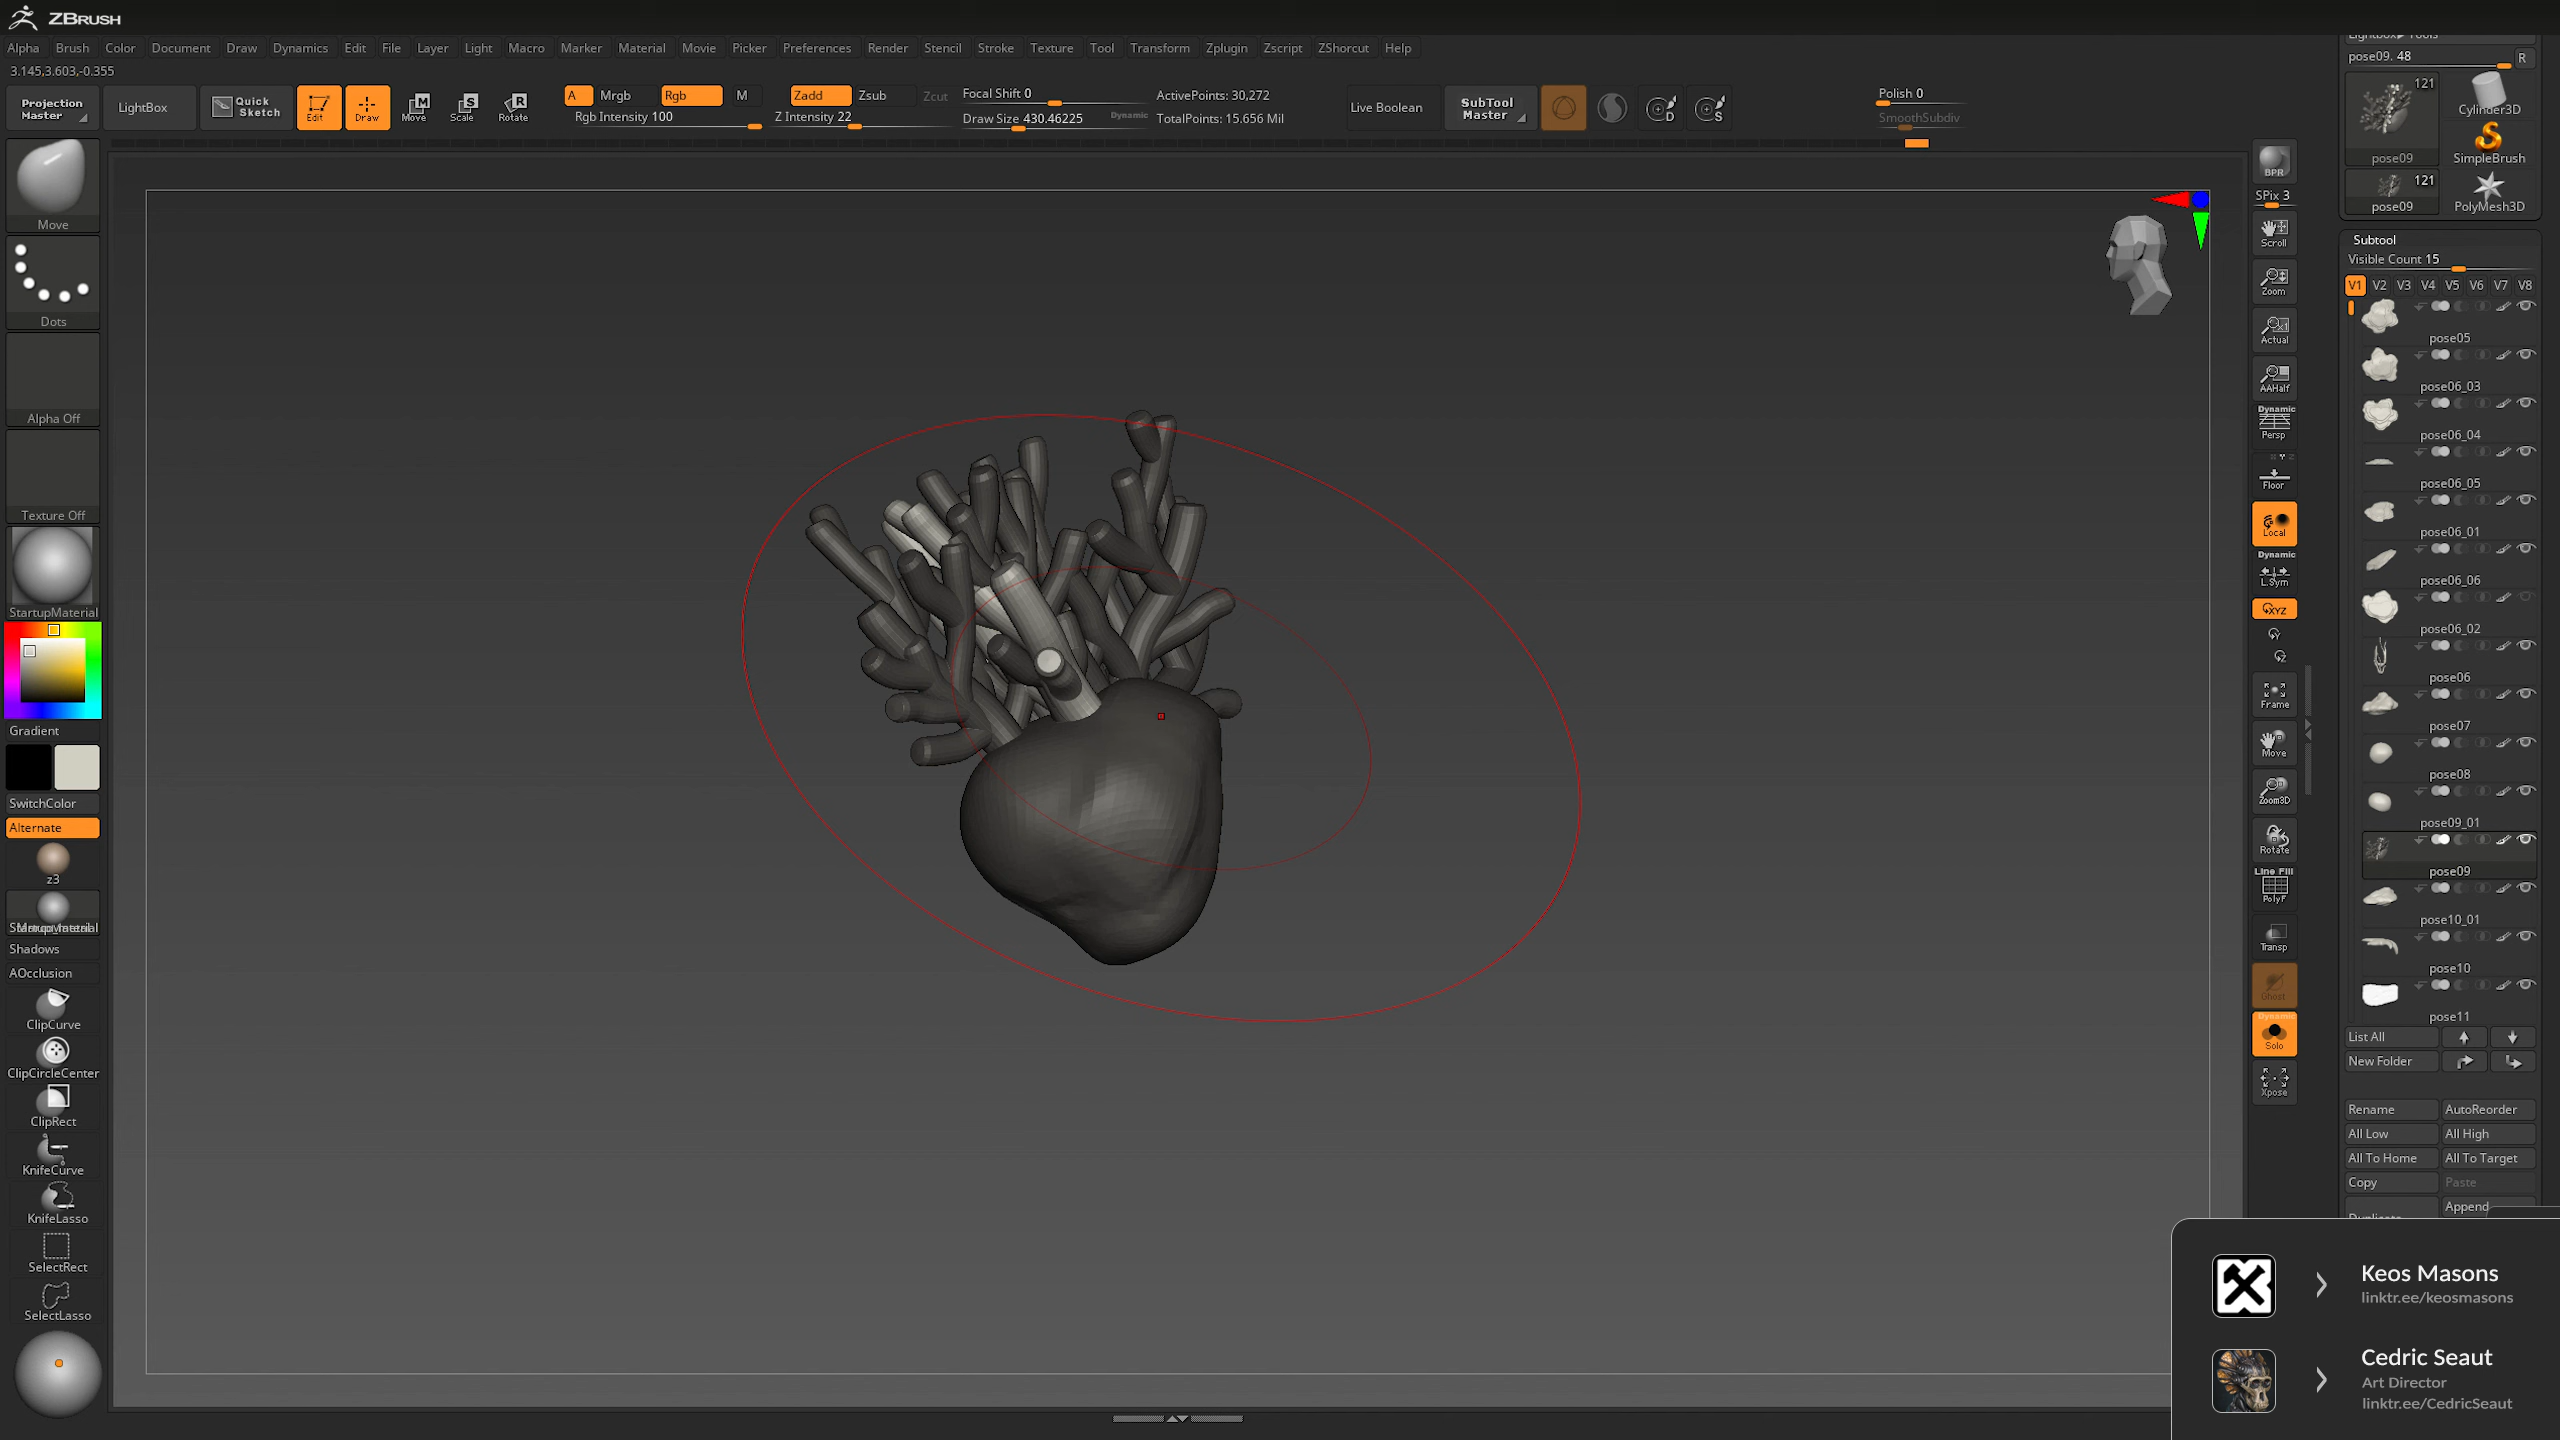 ZBRUSH
Alpha Brush Color Document Draw Dynamics Edit File Layer Light Macro Marker Material Movie Picker Preferences Render Stencil Stroke Texture Tool Transform Zplugin Zscript ZShorcut Help
3.145,3.603,-0.355
Projection Master
LightBox
Quick Sketch
Edit
Draw
Move
Scale
Rotate
A
Mrgb
Rgb
M
Rgb Intensity 100
Zadd
Zsub
Zcut
Z Intensity 22
Focal Shift 0
Draw Size 430.46225
Dynamic
ActivePoints: 30,272
TotalPoints: 15.656 Mil
Live Boolean
SubTool Master
D
S
Polish 0
SmoothSubdiv
Move
Dots
Alpha Off
Texture Off
StartupMaterial
Gradient
SwitchColor
Alternate
z3
Shadows
AOcclusion
ClipCurve
ClipCircleCenter
ClipRect
KnifeCurve
KnifeLasso
SelectRect
SelectLasso
BPR
SPix 3
Scroll
Zoom
Actual
AAHalf
Dynamic
Persp
Floor
Local
Dynamic
L.Sym
XYZ
Y
Z
Frame
Move
Zoom3D
Rotate
Line Fill
PolyF
Transp
Ghost
Dynamic
Solo
Xpose
Lightbox▶Tools
pose09. 48
R
121
pose09
Cylinder3D
SimpleBrush
121
pose09
PolyMesh3D
Subtool
Visible Count 15
V1 V2 V3 V4 V5 V6 V7 V8
pose05
pose06_03
pose06_04
pose06_05
pose06_01
pose06_06
pose06_02
pose06
pose07
pose08
pose09_01
pose09
pose10_01
pose10
pose11
List All
New Folder
Rename AutoReorder
All Low All High
All To Home All To Target
Copy Paste
Append
Keos Masons
linktr.ee/keosmasons
Cedric Seaut
Art Director
linktr.ee/CedricSeaut